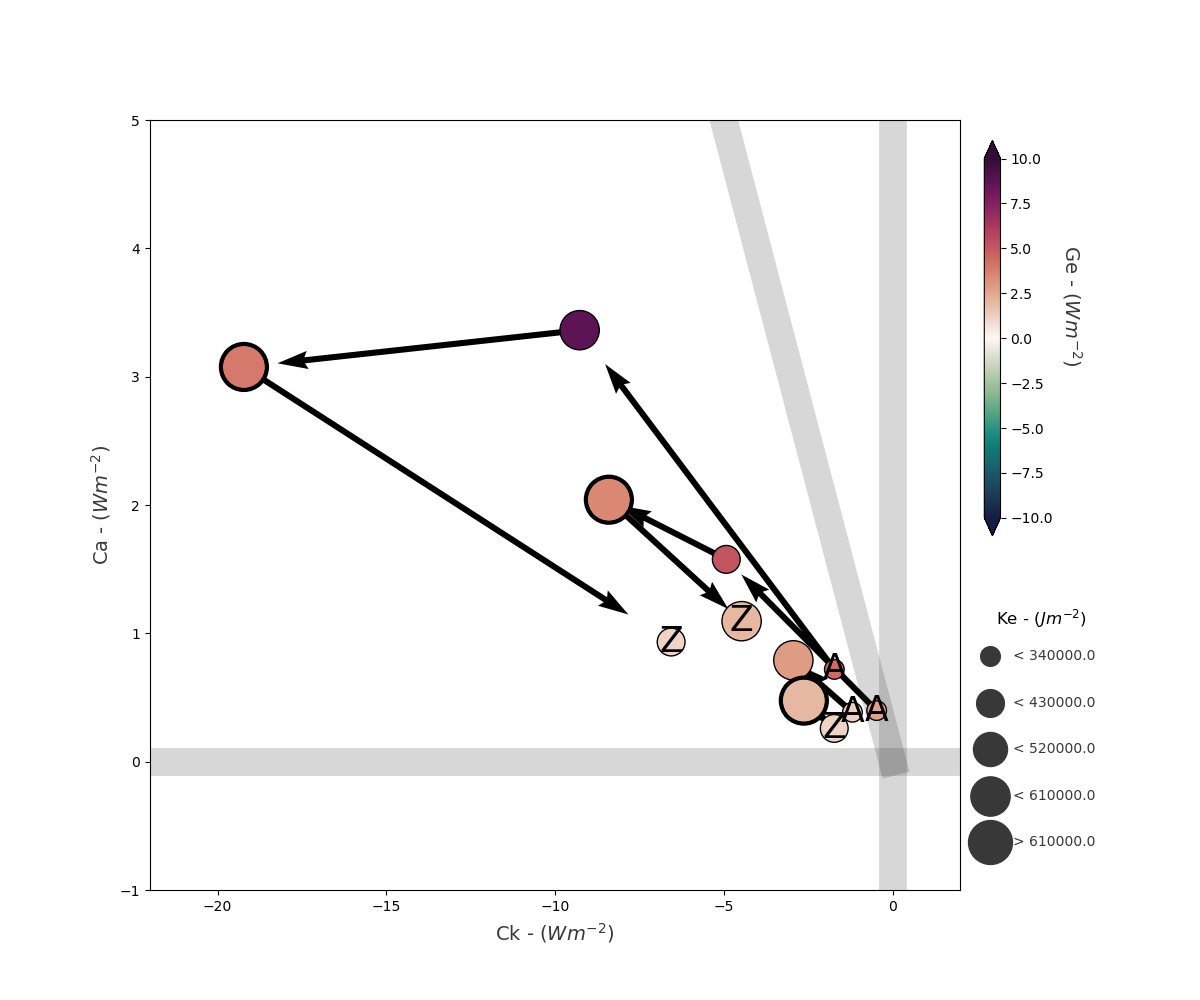 5
4
3
2
1
0
−1
−20
−15
−10
−5
0
Ca - (Wm⁻²)
Ck - (Wm⁻²)
Z
Z
A
A
A
Z
10.0
7.5
5.0
2.5
0.0
−2.5
−5.0
−7.5
−10.0
Ge - (Wm⁻²)
Ke - (Jm⁻²)
< 340000.0
< 430000.0
< 520000.0
< 610000.0
> 610000.0